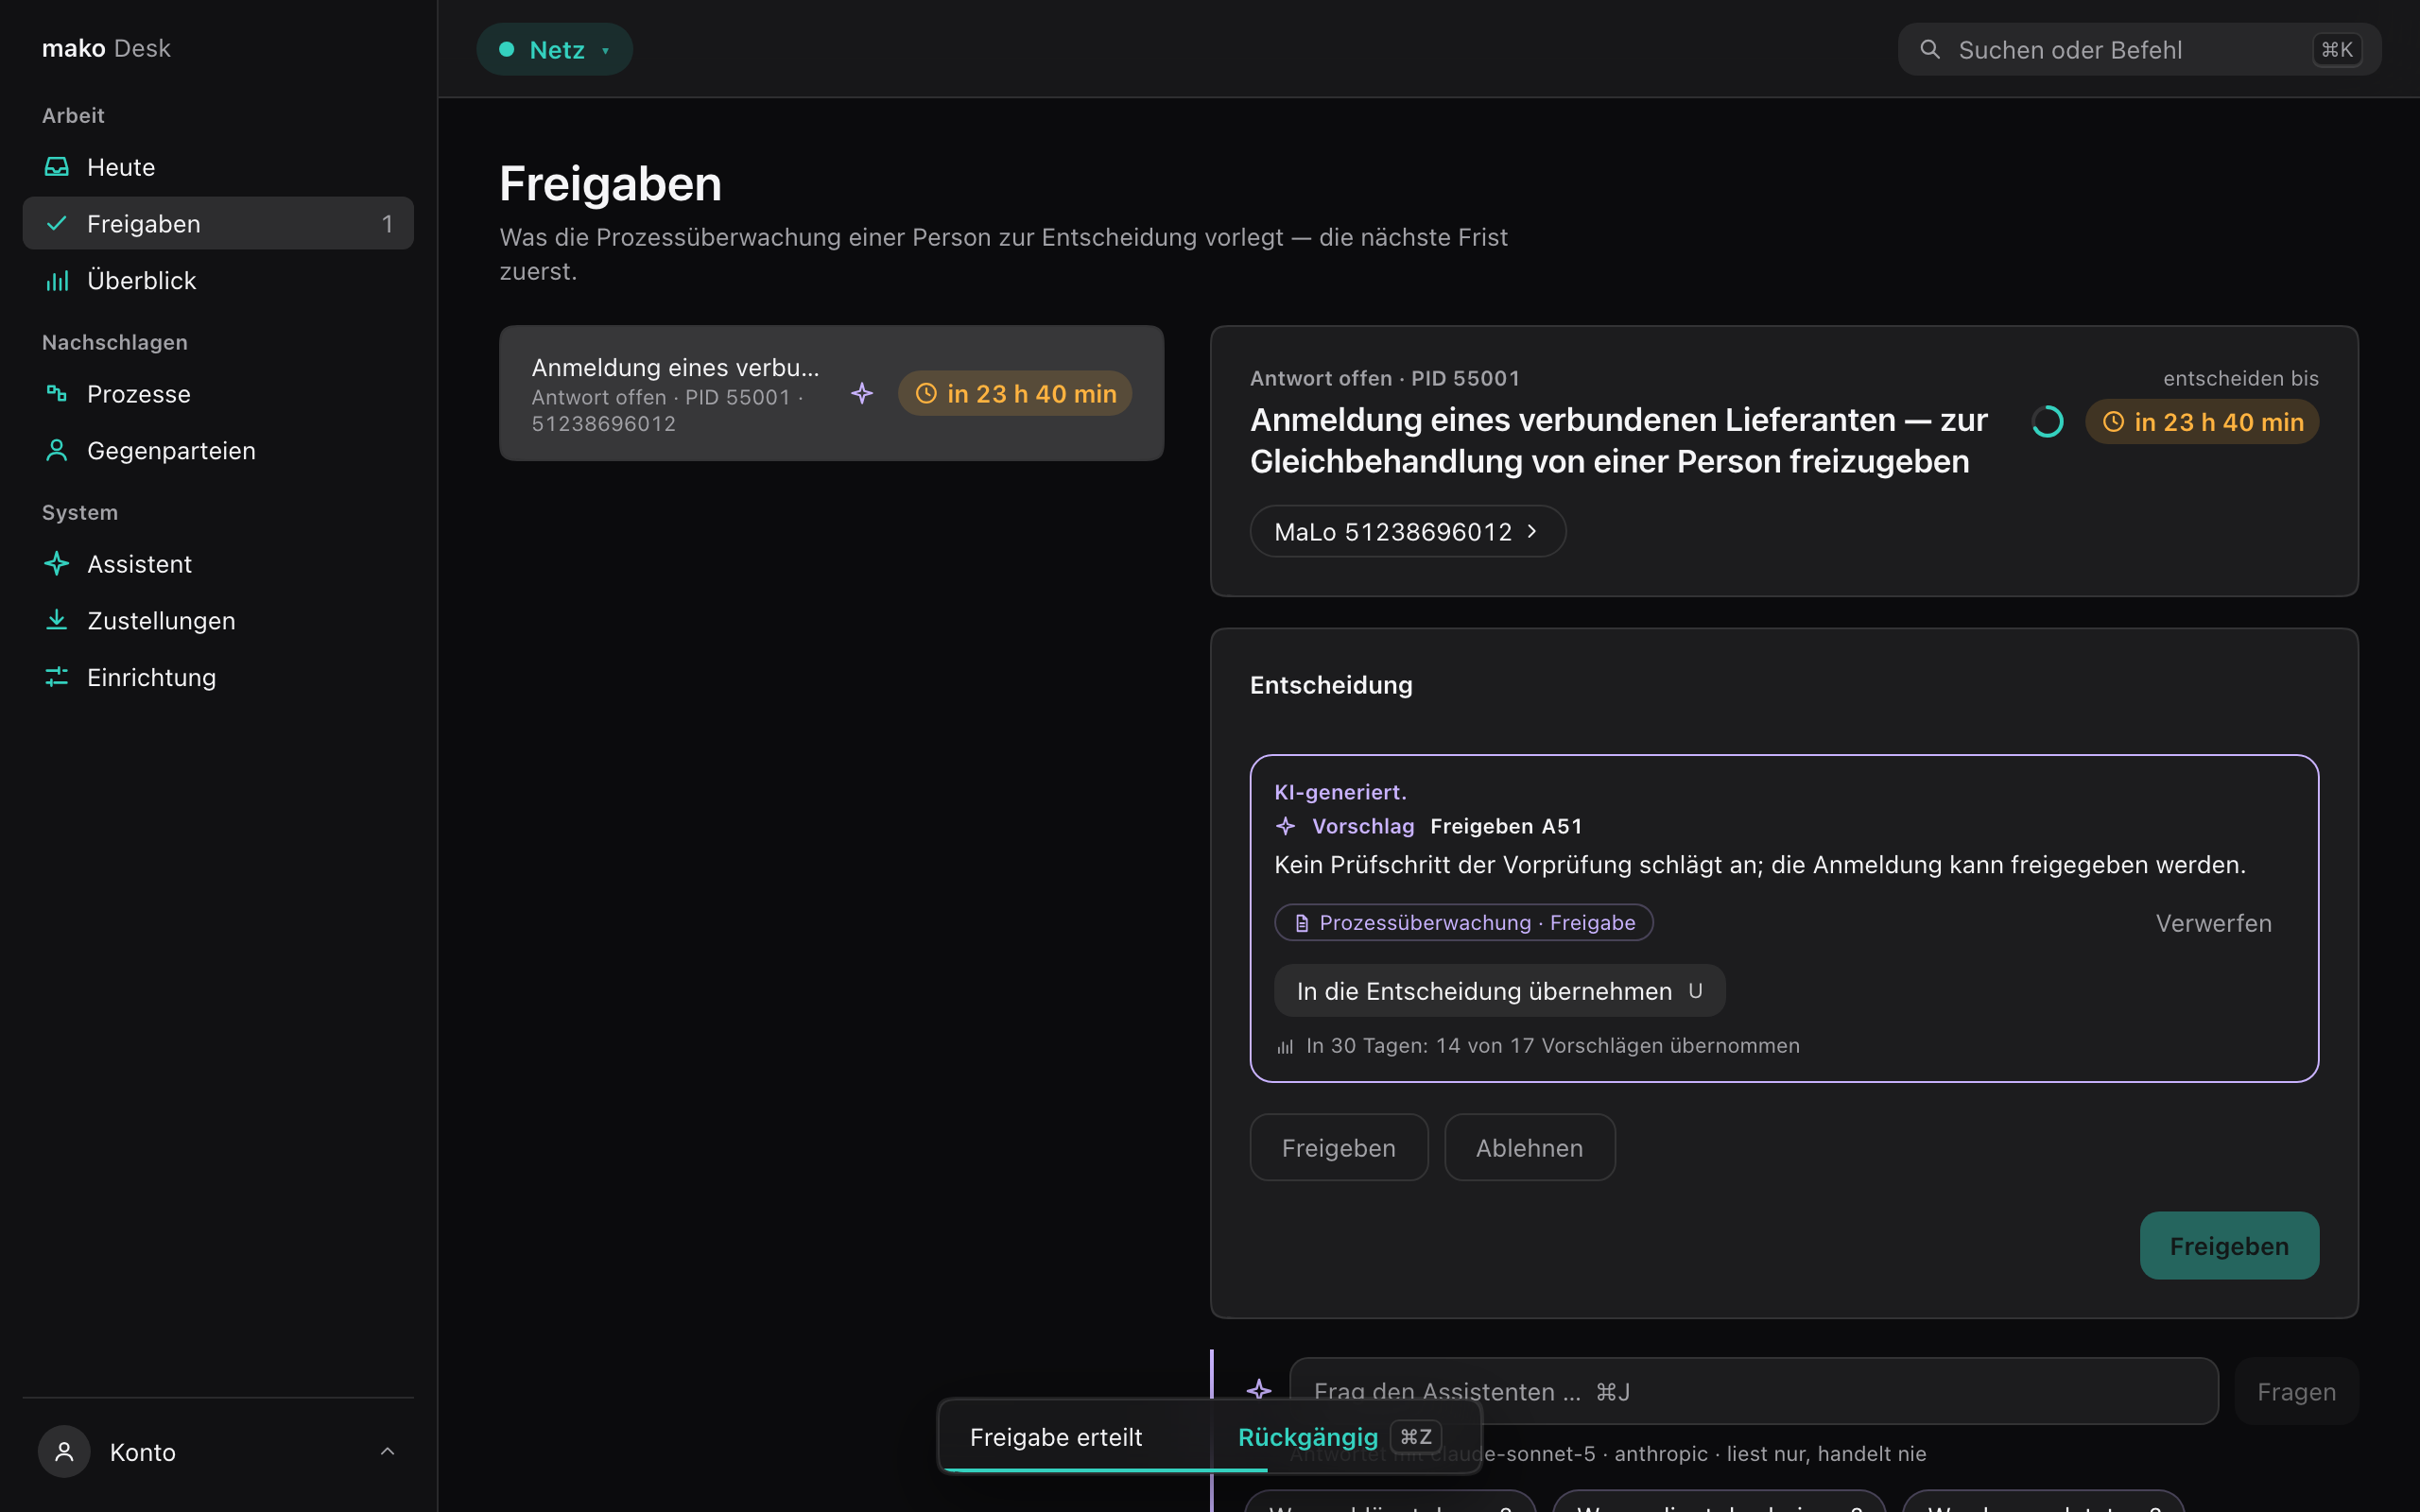 mako Desk
Netz
Suchen oder Befehl ⌘K
Arbeit
Heute
Freigaben 1
Überblick
Nachschlagen
Prozesse
Gegenparteien
System
Assistent
Zustellungen
Einrichtung
Konto
Freigaben
Was die Prozessüberwachung einer Person zur Entscheidung vorlegt — die nächste Frist
zuerst.
Anmeldung eines verbu...
Antwort offen · PID 55001 ·
51238696012
in 23 h 40 min
Antwort offen · PID 55001
entscheiden bis
Anmeldung eines verbundenen Lieferanten — zur
Gleichbehandlung von einer Person freizugeben
in 23 h 40 min
MaLo 51238696012
Entscheidung
KI-generiert.
Vorschlag Freigeben A51
Kein Prüfschritt der Vorprüfung schlägt an; die Anmeldung kann freigegeben werden.
Prozessüberwachung · Freigabe
Verwerfen
In die Entscheidung übernehmen U
In 30 Tagen: 14 von 17 Vorschlägen übernommen
Freigeben
Ablehnen
Freigeben
Frag den Assistenten ... ⌘J
Fragen
Freigabe erteilt
Rückgängig ⌘Z
Antwortet mit claude-sonnet-5 · anthropic · liest nur, handelt nie